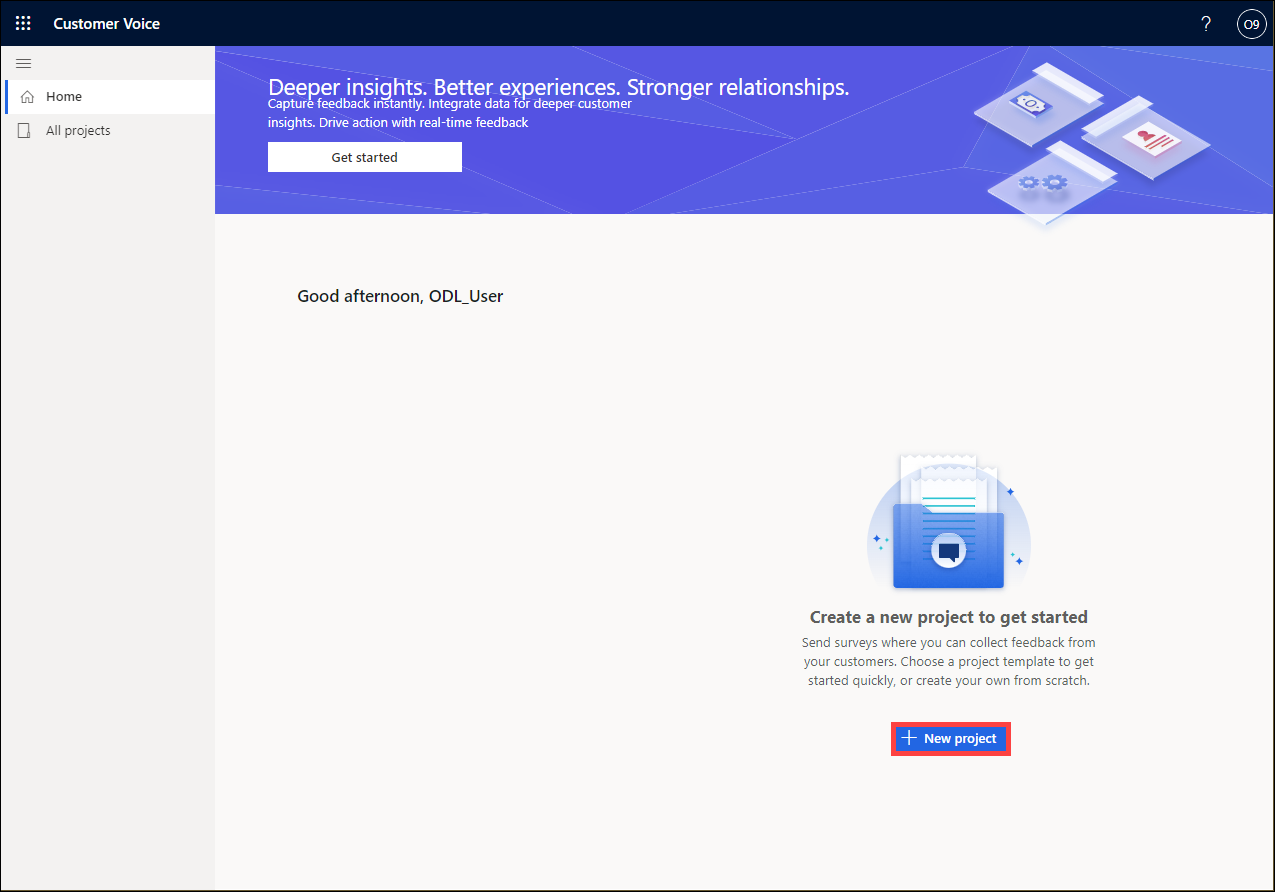 Customer Voice
?
O9
Home
All projects
Deeper insights. Better experiences. Stronger relationships.
Capture feedback instantly. Integrate data for deeper customer
insights. Drive action with real-time feedback
Get started
Good afternoon, ODL_User
Create a new project to get started
Send surveys where you can collect feedback from
your customers. Choose a project template to get
started quickly, or create your own from scratch.
New project